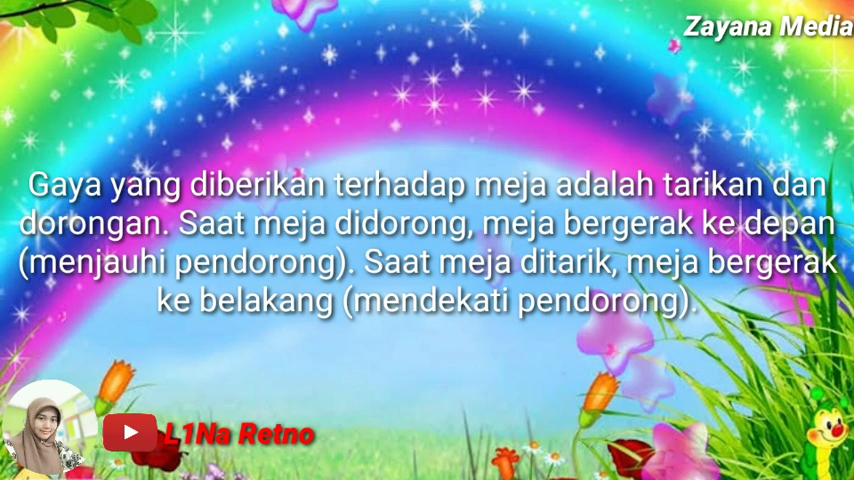 Zayana Media
Gaya yang diberikan terhadap meja adalah tarikan dan
dorongan. Saat meja didorong, meja bergerak ke depan
(menjauhi pendorong). Saat meja ditarik, meja bergerak
ke belakang (mendekati pendorong).
L1Na Retno